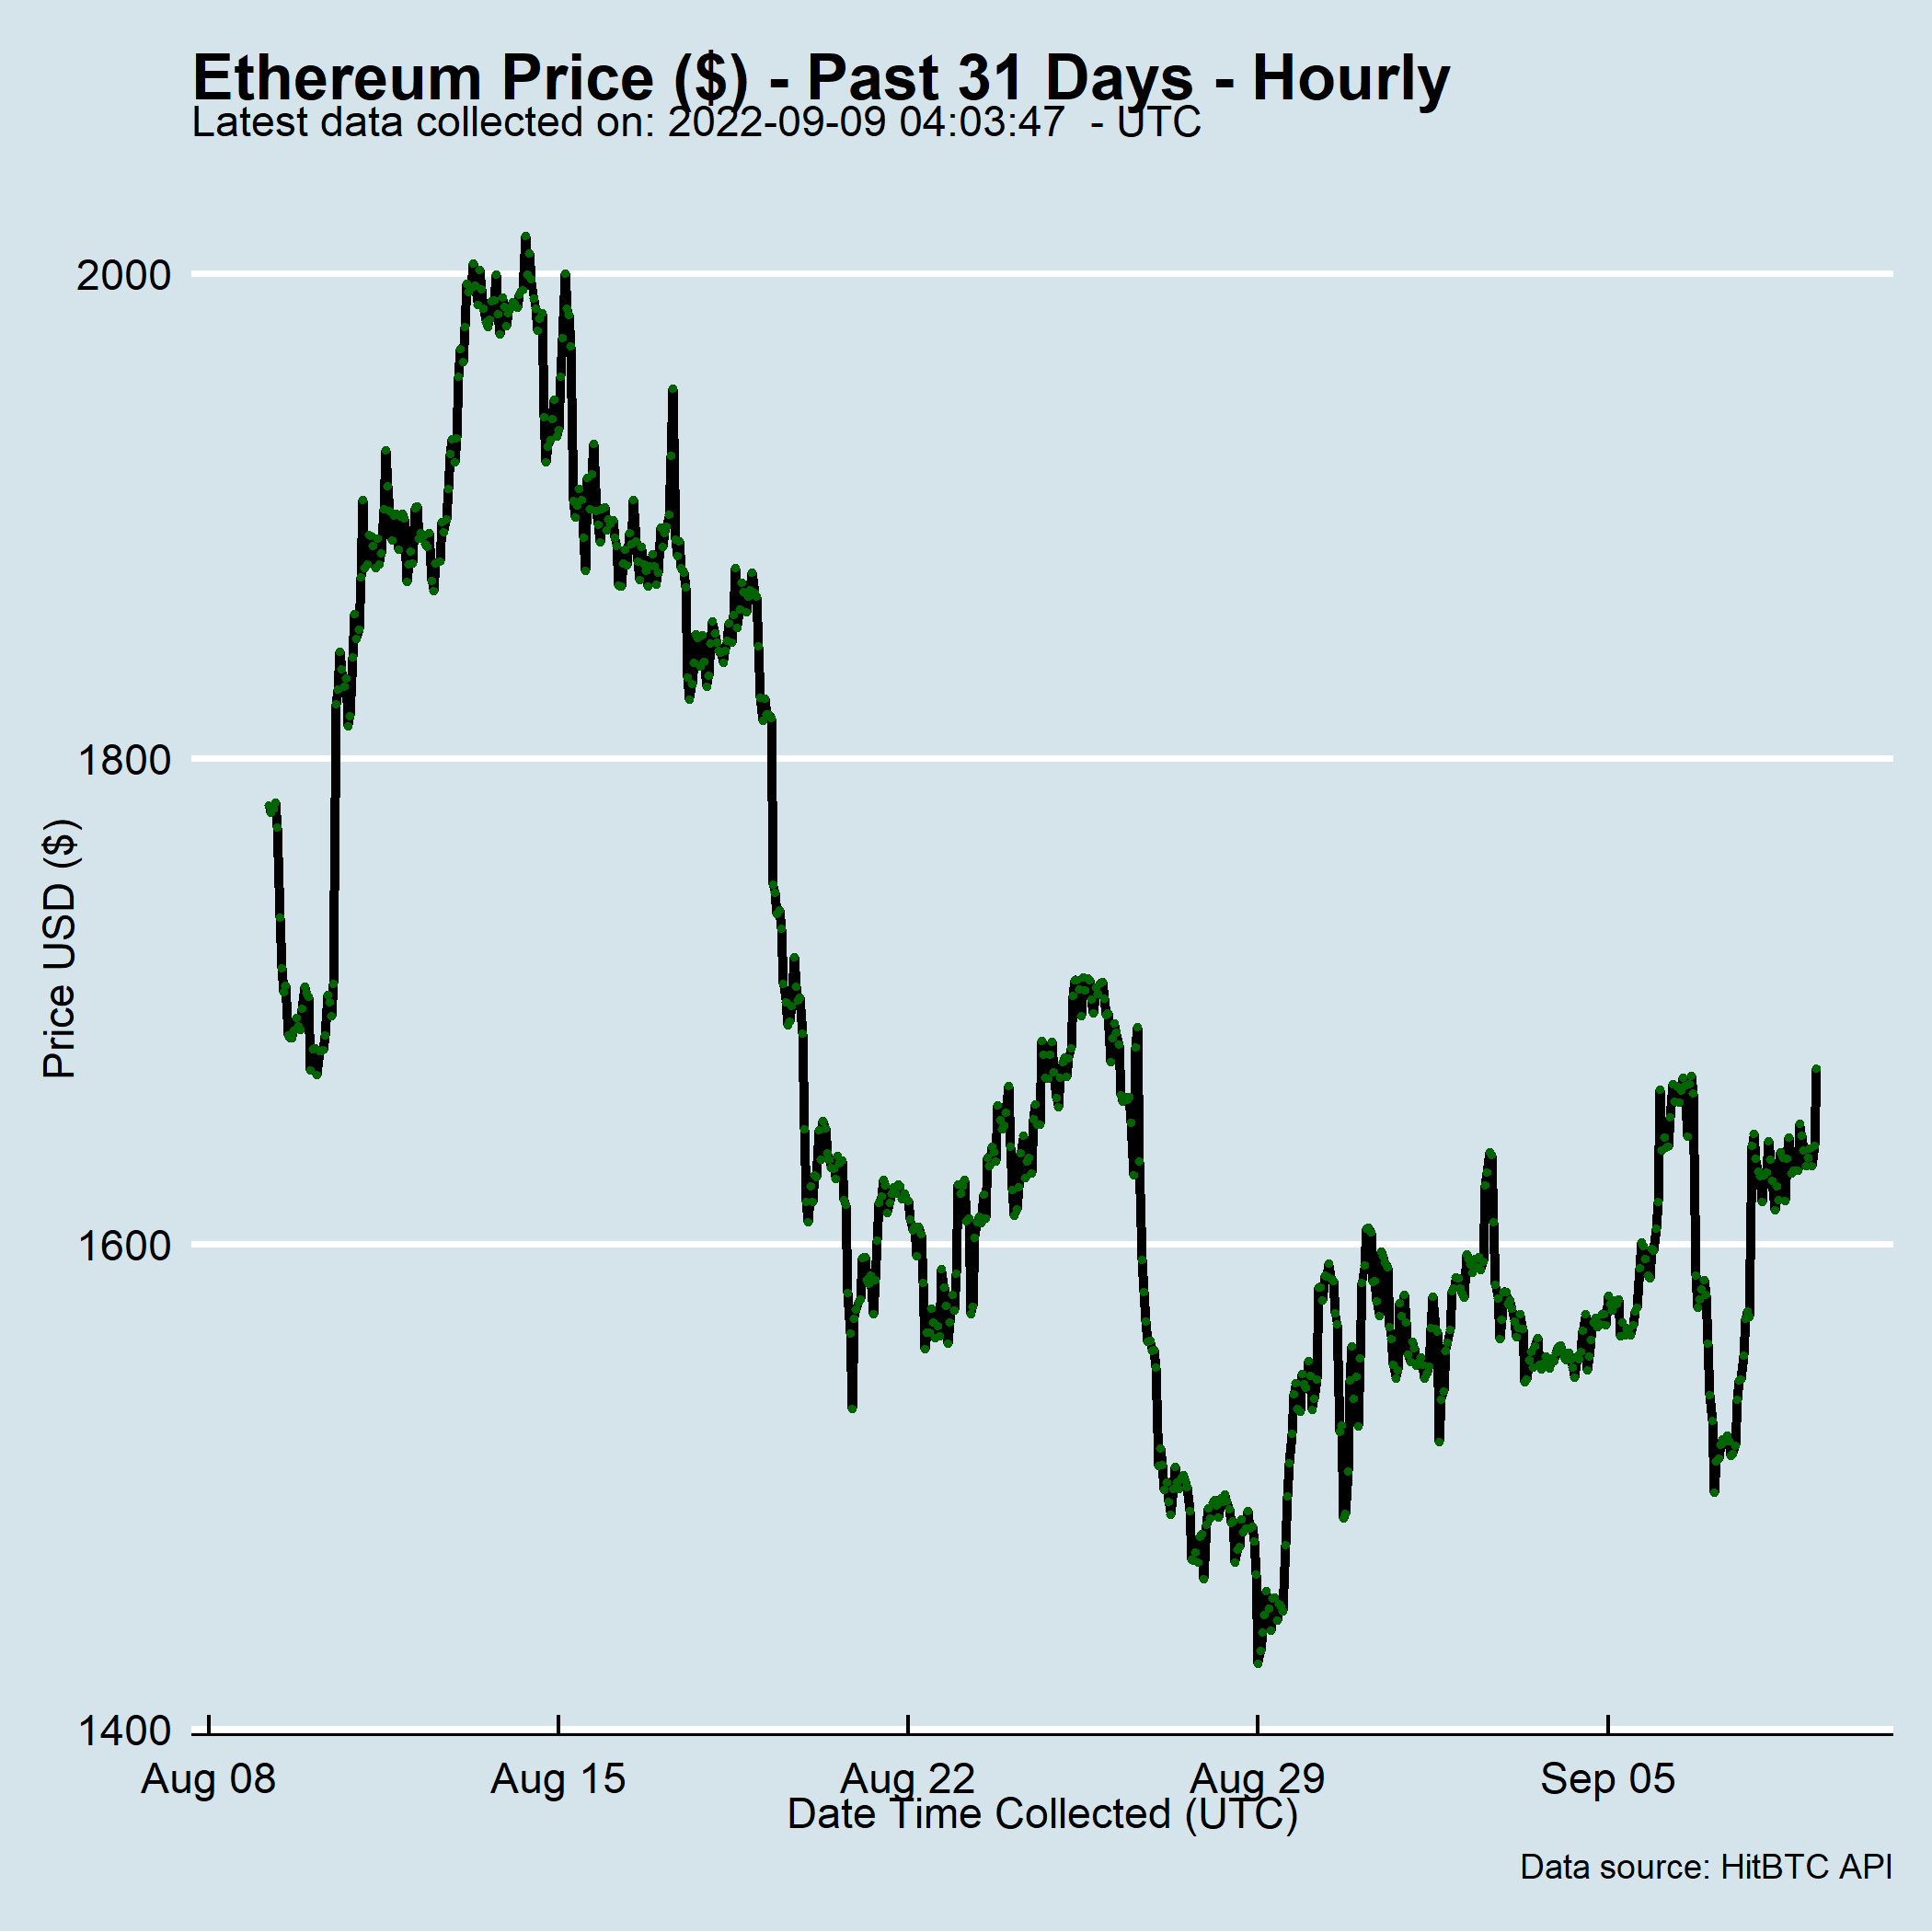 Ethereum Price ($) - Past 31 Days - Hourly
Latest data collected on: 2022-09-09 04:03:47  - UTC
2000
1800
1600
1400
Price USD ($)
Aug 08
Aug 15
Aug 22
Aug 29
Sep 05
Date Time Collected (UTC)
Data source: HitBTC API